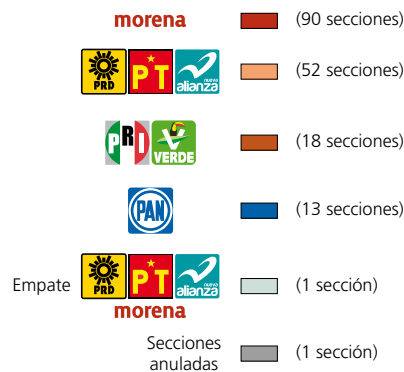 morena (90 secciones)
PRD PT nueva alianza (52 secciones)
PRI VERDE (18 secciones)
PAN (13 secciones)
Empate PRD PT nueva alianza (1 sección)
morena
Secciones
anuladas (1 sección)